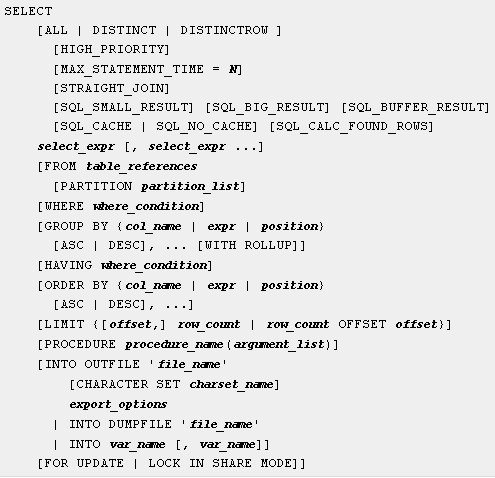 SELECT
[ALL | DISTINCT | DISTINCTROW ]
[HIGH_PRIORITY]
[MAX_STATEMENT_TIME = N]
[STRAIGHT_JOIN]
[SQL_SMALL_RESULT] [SQL_BIG_RESULT] [SQL_BUFFER_RESULT]
[SQL_CACHE | SQL_NO_CACHE] [SQL_CALC_FOUND_ROWS]
select_expr [, select_expr ...]
[FROM table_references
[PARTITION partition_list]
[WHERE where_condition]
[GROUP BY {col_name | expr | position}
[ASC | DESC], ... [WITH ROLLUP]]
[HAVING where_condition]
[ORDER BY {col_name | expr | position}
[ASC | DESC], ...]
[LIMIT {[offset,] row_count | row_count OFFSET offset}]
[PROCEDURE procedure_name(argument_list)]
[INTO OUTFILE 'file_name'
[CHARACTER SET charset_name]
export_options
| INTO DUMPFILE 'file_name'
| INTO var_name [, var_name]]
[FOR UPDATE | LOCK IN SHARE MODE]]